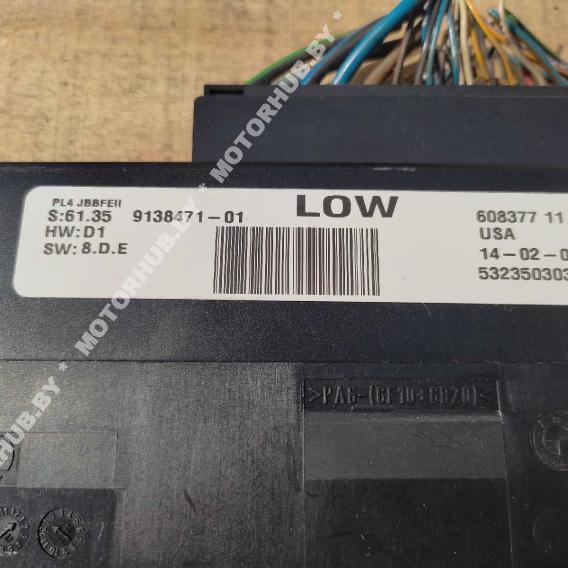 PL4 JBBFEII
S:61.35 9138471-01 LOW 608377 11
HW:D1 USA
SW: 8.D.E 14-02-0
532350303
>PA6-(GF10+GB20)<
MOTORHUB.BY * MOTORHUB.BY * MOTORHUB.BY *